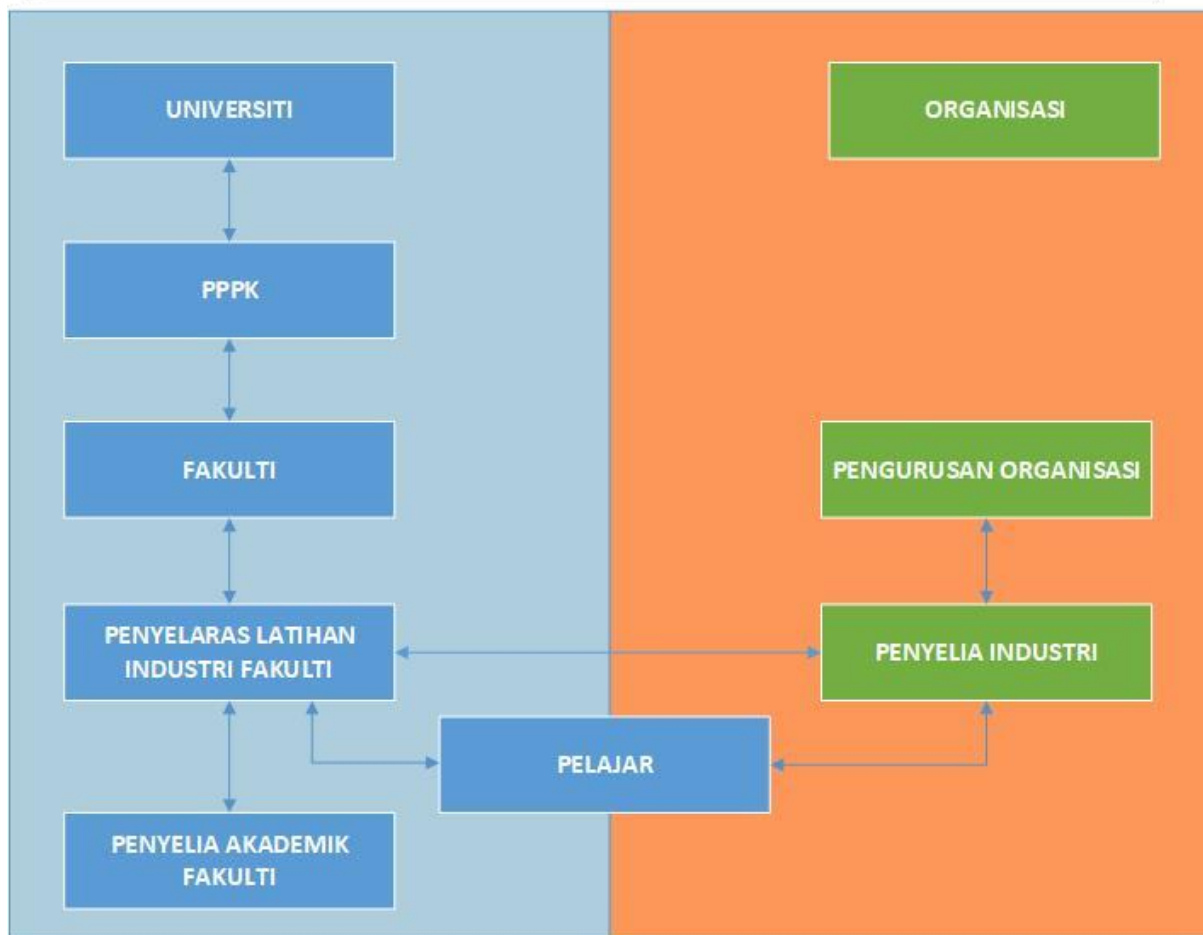 UNIVERSITI
ORGANISASI
PPPK
FAKULTI
PENGURUSAN ORGANISASI
PENYELARAS LATIHAN
INDUSTRI FAKULTI
PENYELIA INDUSTRI
PELAJAR
PENYELIA AKADEMIK
FAKULTI